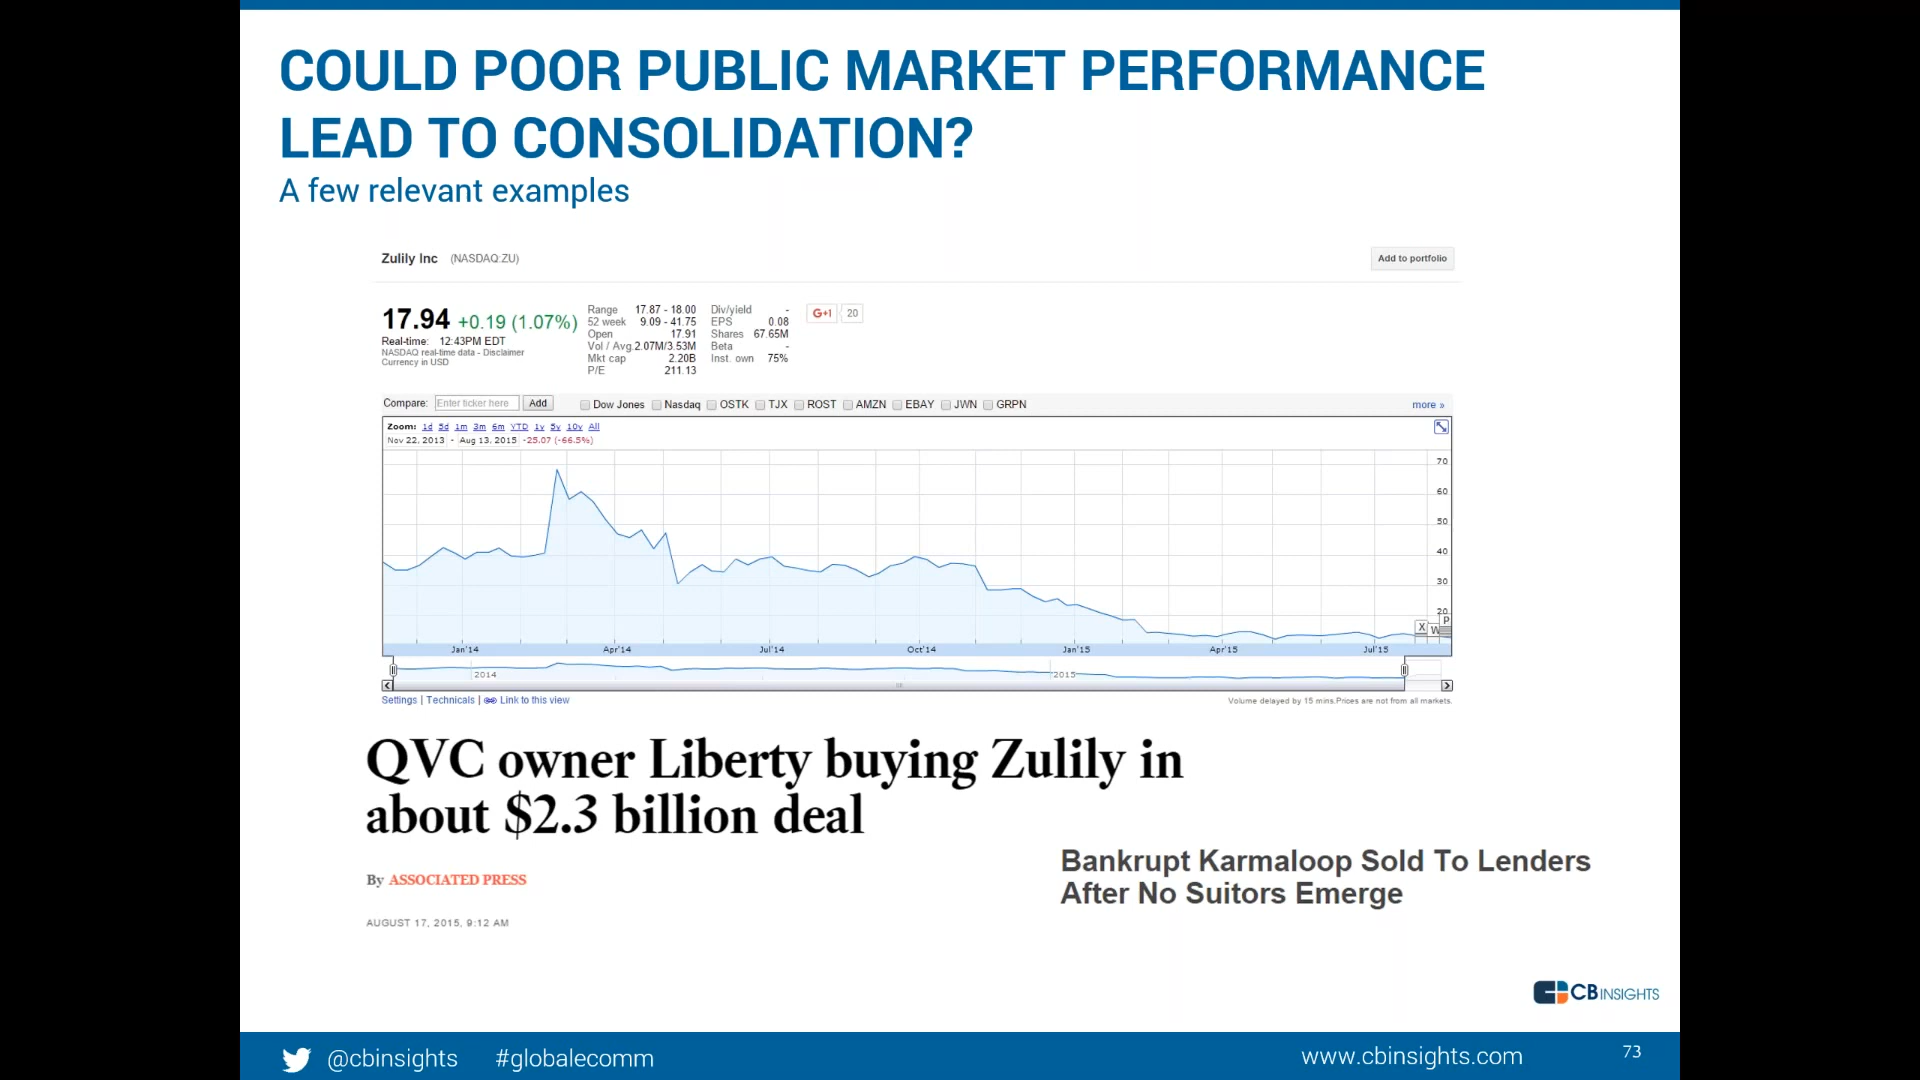 COULD POOR PUBLIC MARKET PERFORMANCE
LEAD TO CONSOLIDATION?
A few relevant examples
Zulily Inc (NASDAQ:ZU)
Add to portfolio
17.94 +0.19 (1.07%)
Real-time: 12:43PM EDT
NASDAQ real-time data - Disclaimer
Currency in USD
Range 17.87 - 18.00
52 week 9.09 - 41.75
Open 17.91
Vol / Avg. 2.07M/3.53M
Mkt cap 2.20B
P/E 211.13
Div/yield -
EPS 0.08
Shares 67.65M
Beta -
Inst. own 75%
G+1 20
Compare: Enter ticker here Add Dow Jones Nasdaq OSTK TJX ROST AMZN EBAY JWN GRPN more »
Zoom: 1d 5d 1m 3m 6m YTD 1y 5y 10y All
Nov 22, 2013 - Aug 13, 2015 -25.07 (-66.5%)
70
60
50
40
30
20
X W P
Jan'14 Apr'14 Jul'14 Oct'14 Jan'15 Apr'15 Jul'15
2014 2015
Settings | Technicals | Link to this view
Volume delayed by 15 mins.Prices are not from all markets.
QVC owner Liberty buying Zulily in
about $2.3 billion deal
By ASSOCIATED PRESS
AUGUST 17, 2015, 9:12 AM
Bankrupt Karmaloop Sold To Lenders
After No Suitors Emerge
CBINSIGHTS
@cbinsights #globalecomm www.cbinsights.com 73